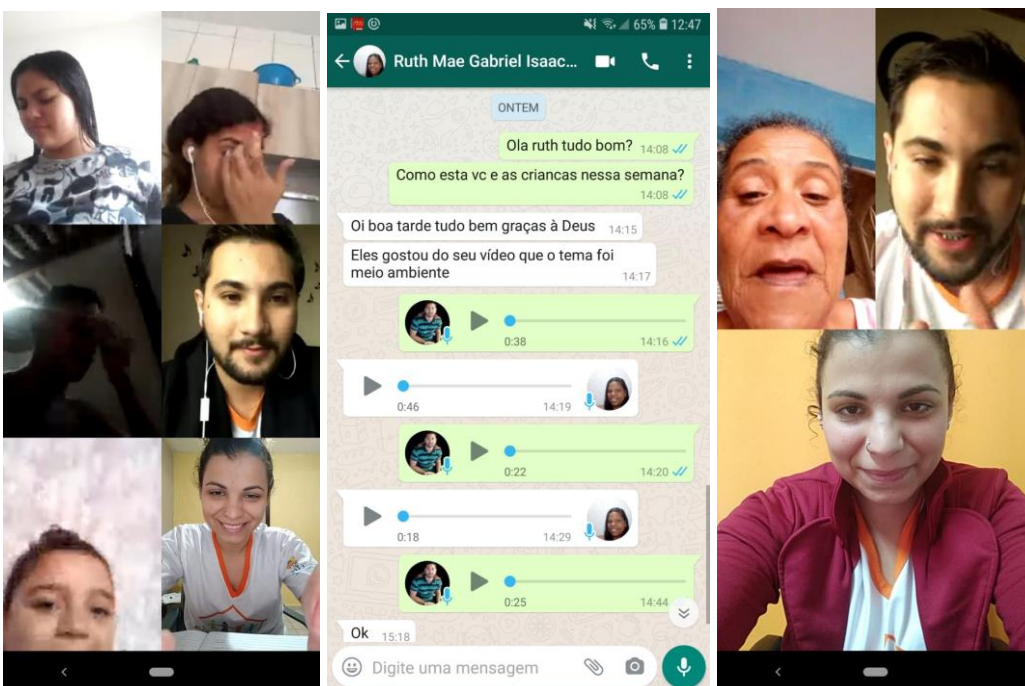 65% 12:47
Ruth Mae Gabriel Isaac...
ONTEM
Ola ruth tudo bom? 14:08
Como esta vc e as criancas nessa semana?
14:08
Oi boa tarde tudo bem graças à Deus 14:15
Eles gostou do seu vídeo que o tema foi
meio ambiente 14:17
0:38 14:16
0:46 14:19
0:22 14:20
0:18 14:29
0:25 14:44
Ok 15:18
Digite uma mensagem